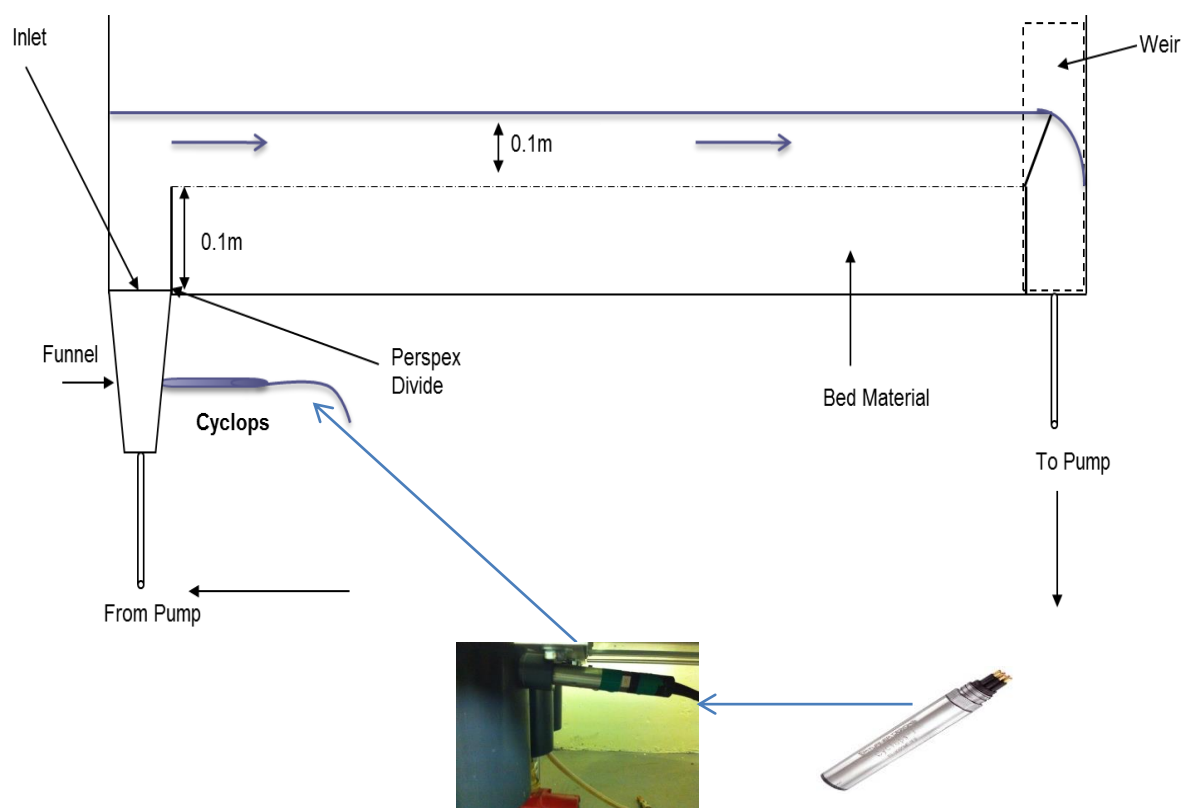 Inlet
Weir
0.1m
0.1m
Funnel
Perspex
Divide
Cyclops
Bed Material
To Pump
From Pump